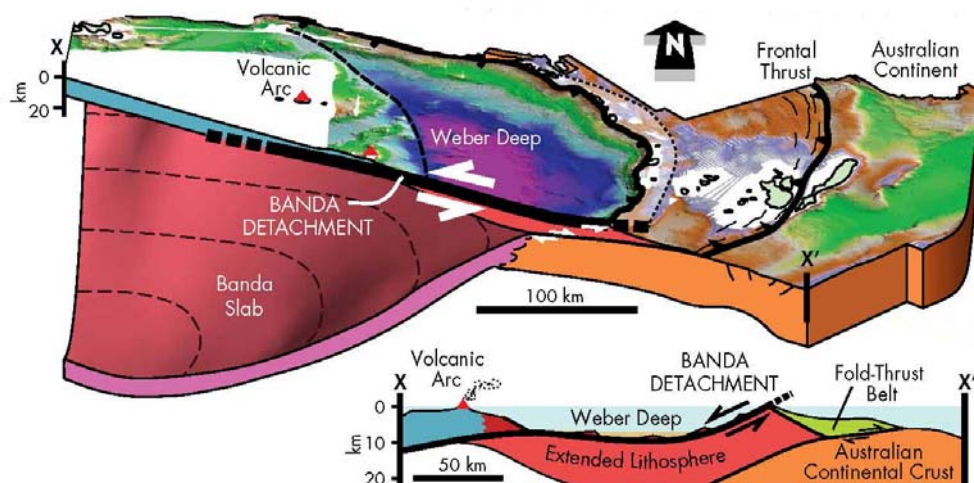 N
Frontal
Thrust
Australian
Continent
X
0
km
20
Volcanic
Arc
Weber Deep
BANDA
DETACHMENT
Banda
Slab
X'
100 km
Volcanic
Arc
BANDA
DETACHMENT
Fold-Thrust
Belt
X
X'
0
km
10
20
Weber Deep
Extended Lithosphere
Australian
Continental Crust
50 km